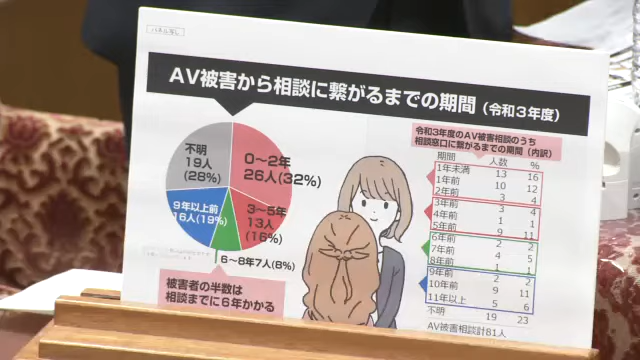 パネル写し
AV被害から相談に繋がるまでの期間（令和3年度）
不明
19人
（28%）
0～2年
26人（32%）
9年以上前
16人（19%）
3～5年
13人
（16%）
6～8年7人（8%）
被害者の半数は
相談までに6年かかる
令和3年度のAV被害相談のうち
相談窓口に繋がるまでの期間（内訳）
期間 人数 %
1年未満 13 16
1年前 10 12
2年前 3 4
3年前 3 4
4年前 1 1
5年前 9 11
6年前 2 2
7年前 4 5
8年前 1 1
9年前 2 2
10年前 9 11
11年以上 5 6
不明 19 23
AV被害相談計81人